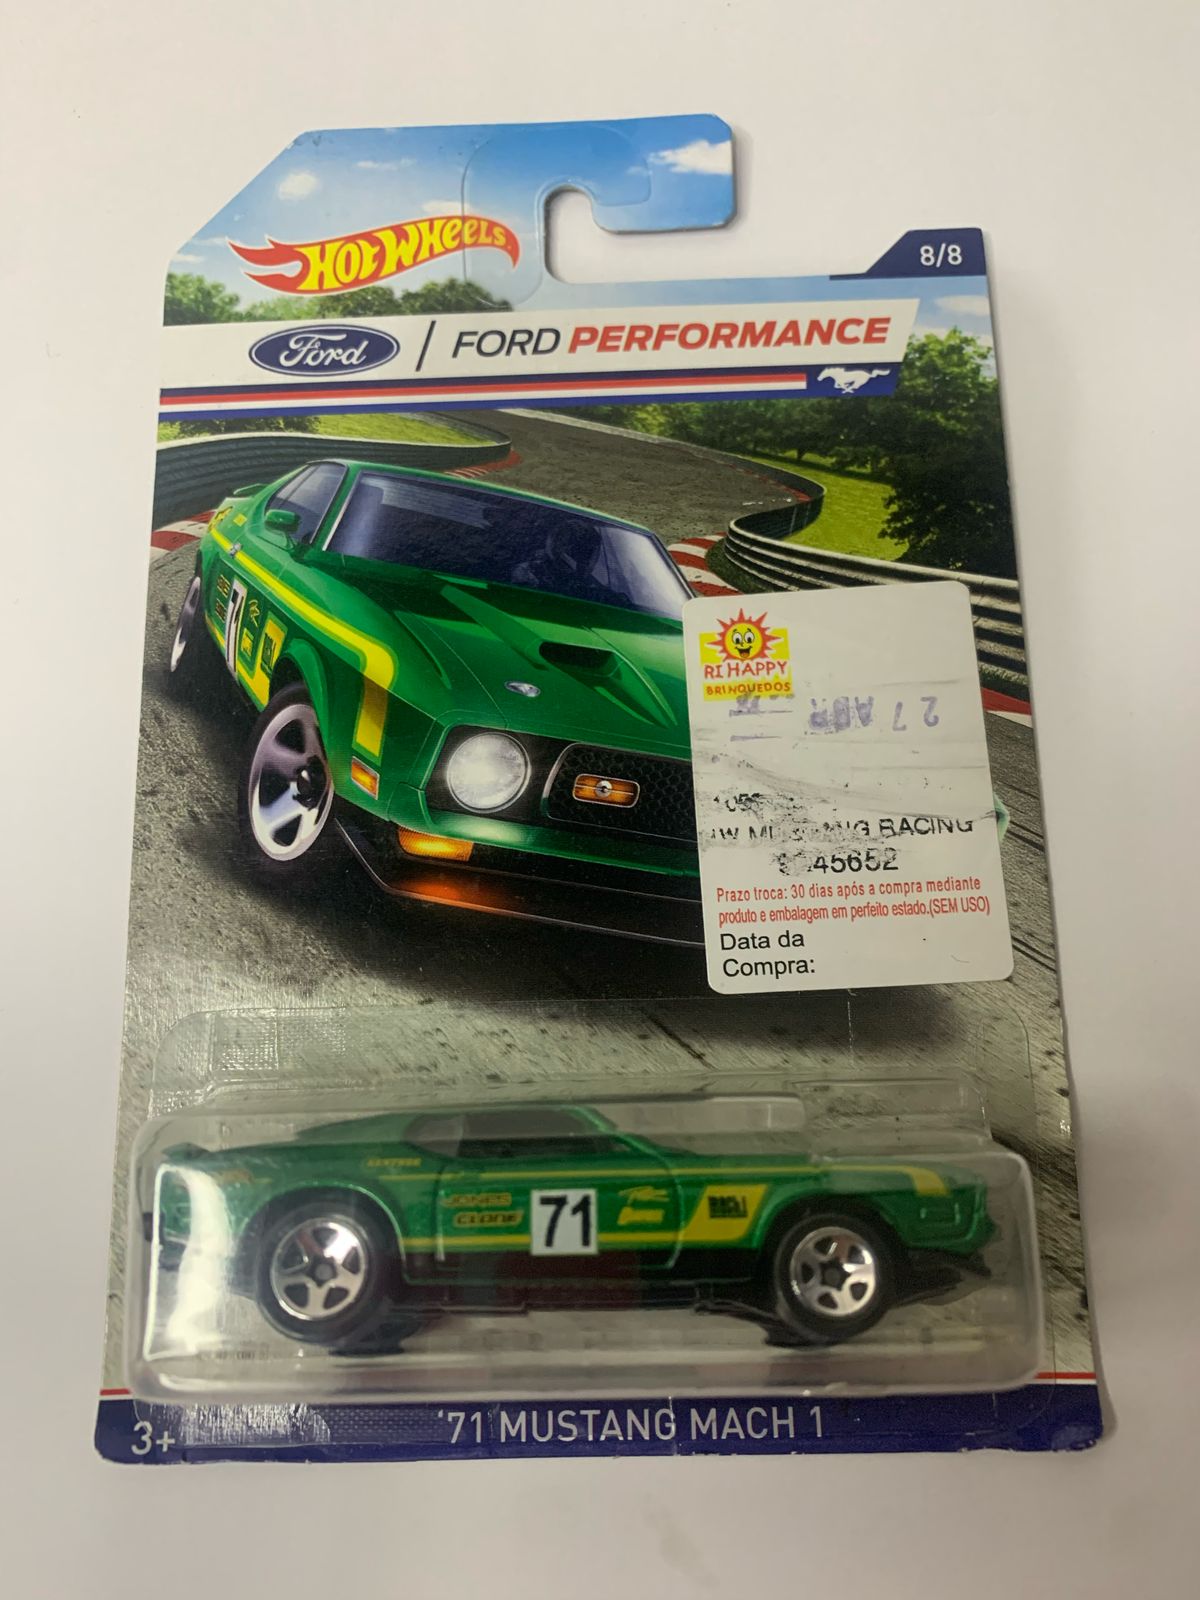 HOT WHEELS
8/8
Ford / FORD PERFORMANCE
71
RI HAPPY
BRINQUEDOS
27 ABR
MUSTANG RACING
45652
Prazo troca: 30 dias após a compra mediante
produto e embalagem em perfeito estado.(SEM USO)
Data da
Compra:
JONES
71
3+
'71 MUSTANG MACH 1